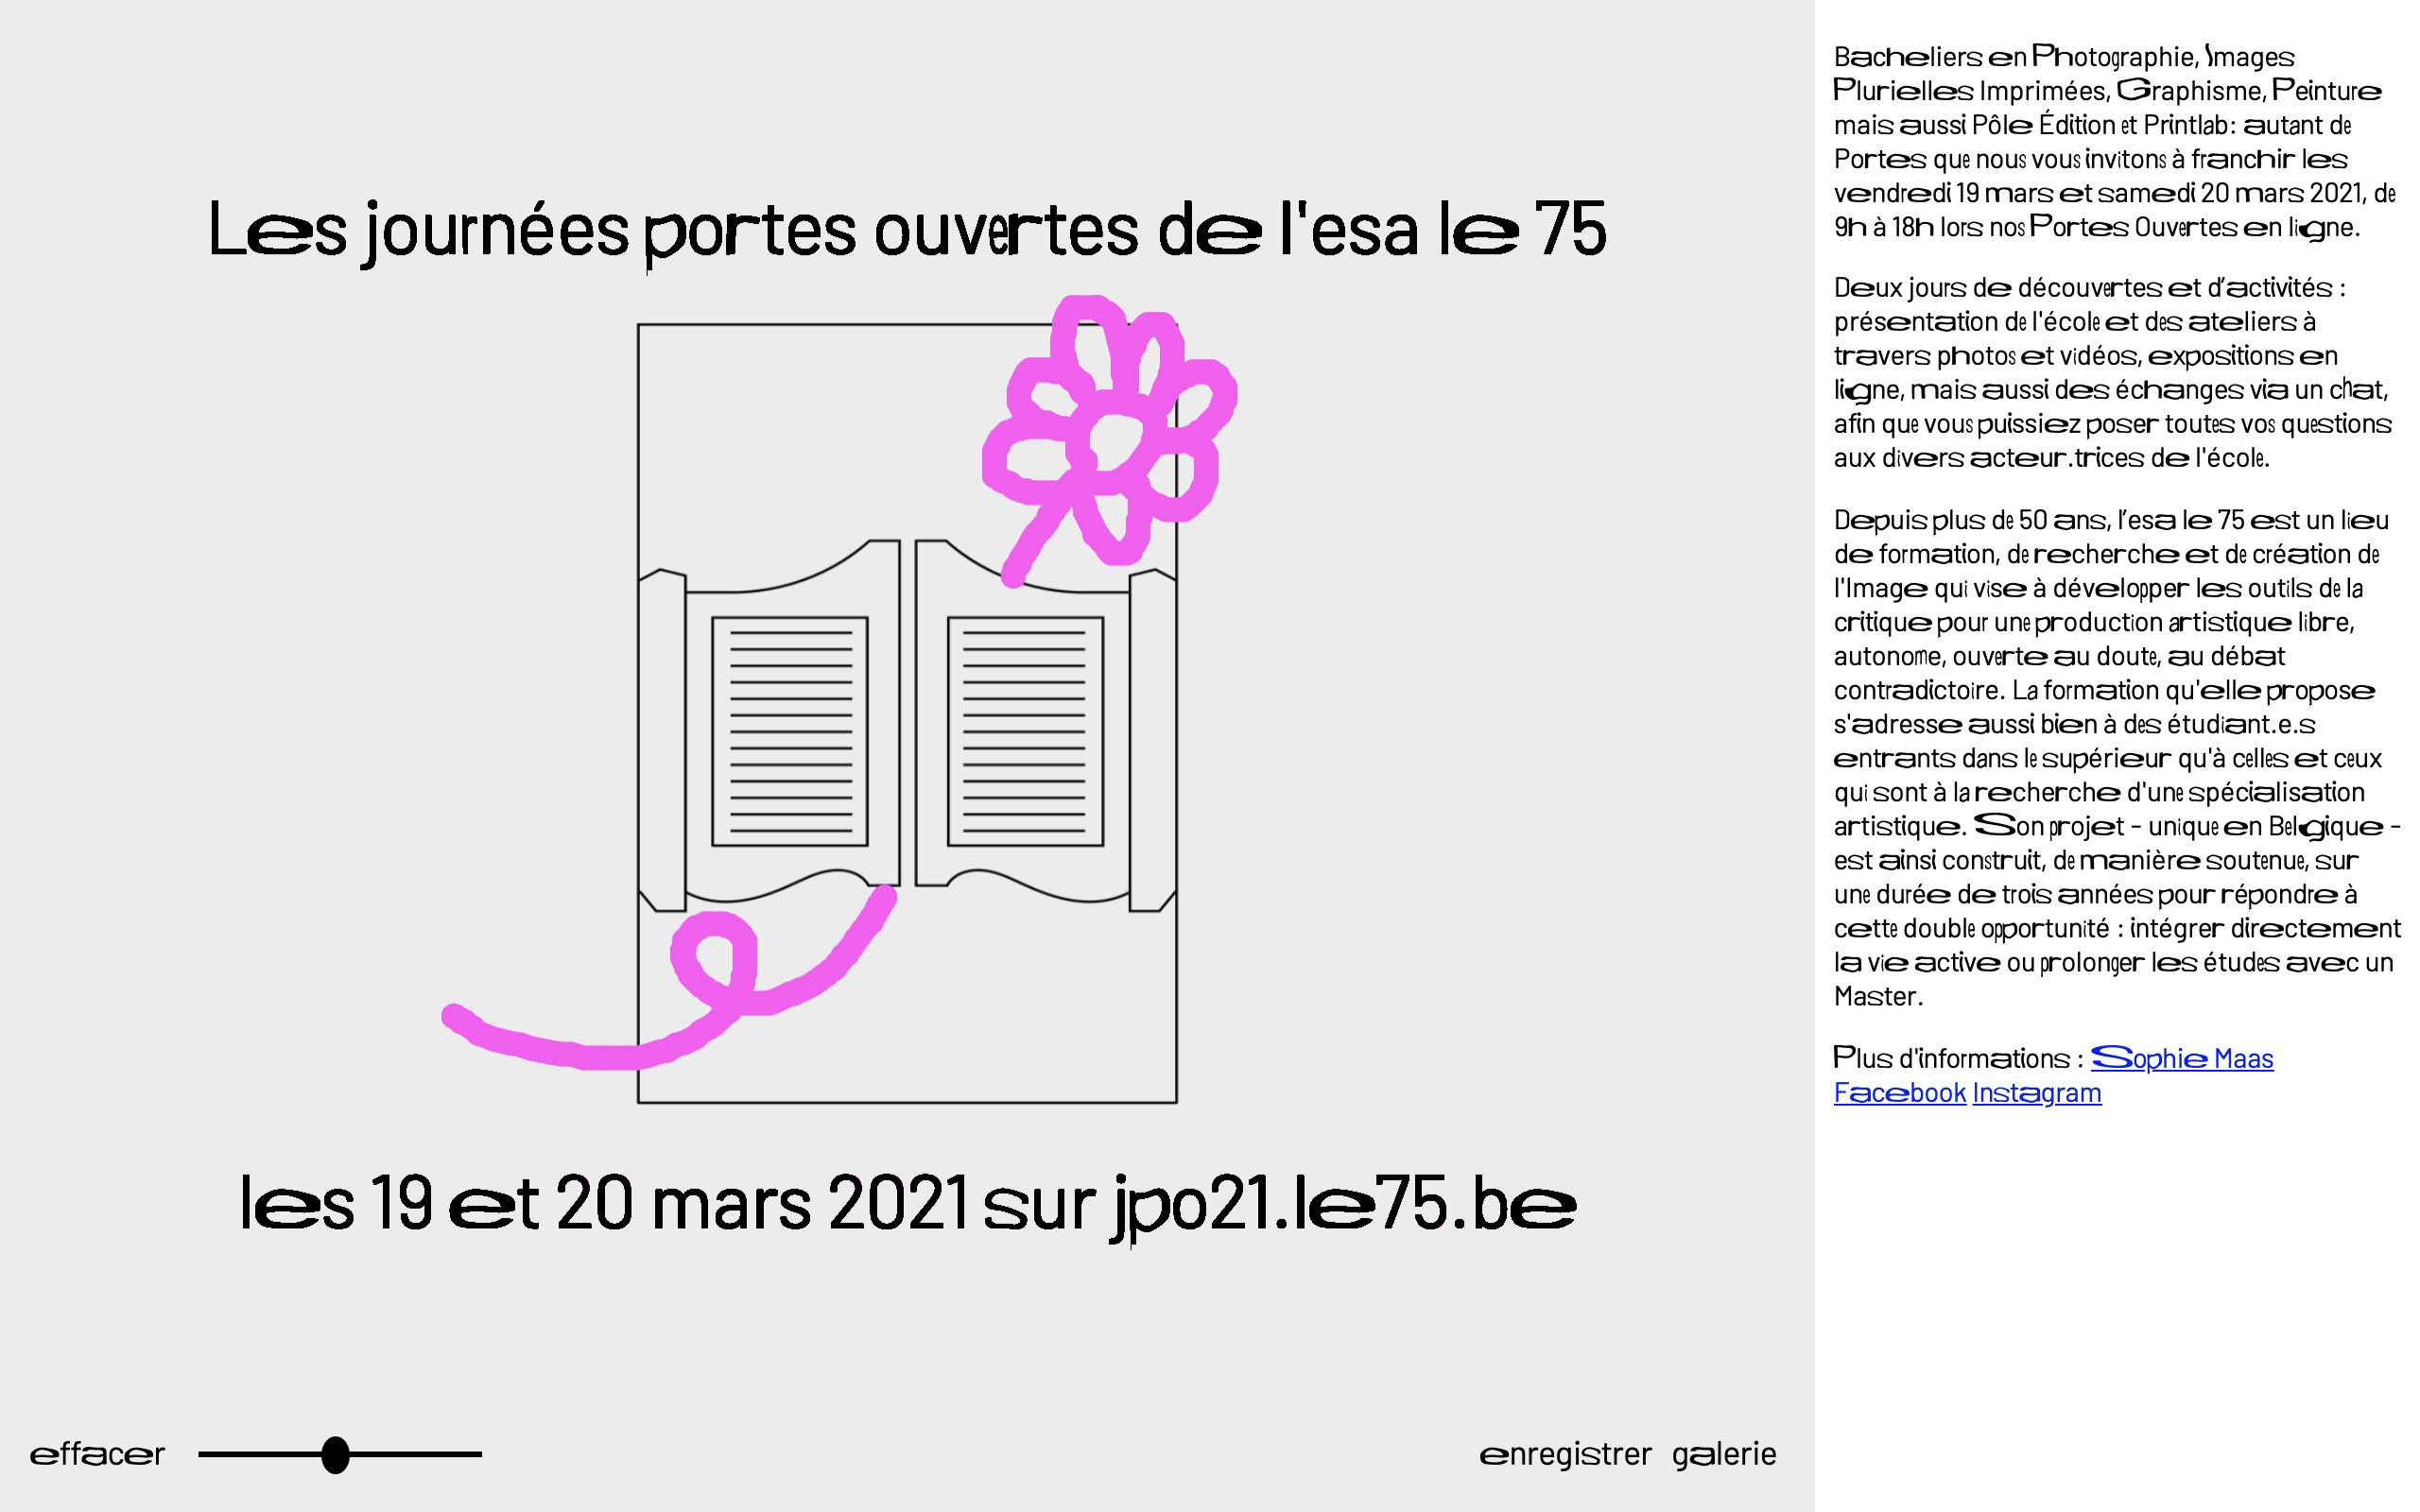 Les journées portes ouvertes de l'esa le 75
les 19 et 20 mars 2021 sur jpo21.le75.be
effacer
enregistrer galerie
Bacheliers en Photographie, Images
Plurielles Imprimées, Graphisme, Peinture
mais aussi Pôle Édition et Printlab: autant de
Portes que nous vous invitons à franchir les
vendredi 19 mars et samedi 20 mars 2021, de
9h à 18h lors nos Portes Ouvertes en ligne.
Deux jours de découvertes et d’activités :
présentation de l'école et des ateliers à
travers photos et vidéos, expositions en
ligne, mais aussi des échanges via un chat,
afin que vous puissiez poser toutes vos questions
aux divers acteur.trices de l'école.
Depuis plus de 50 ans, l’esa le 75 est un lieu
de formation, de recherche et de création de
l'Image qui vise à développer les outils de la
critique pour une production artistique libre,
autonome, ouverte au doute, au débat
contradictoire. La formation qu'elle propose
s'adresse aussi bien à des étudiant.e.s
entrants dans le supérieur qu'à celles et ceux
qui sont à la recherche d'une spécialisation
artistique. Son projet - unique en Belgique -
est ainsi construit, de manière soutenue, sur
une durée de trois années pour répondre à
cette double opportunité : intégrer directement
la vie active ou prolonger les études avec un
Master.
Plus d'informations : Sophie Maas
Facebook Instagram